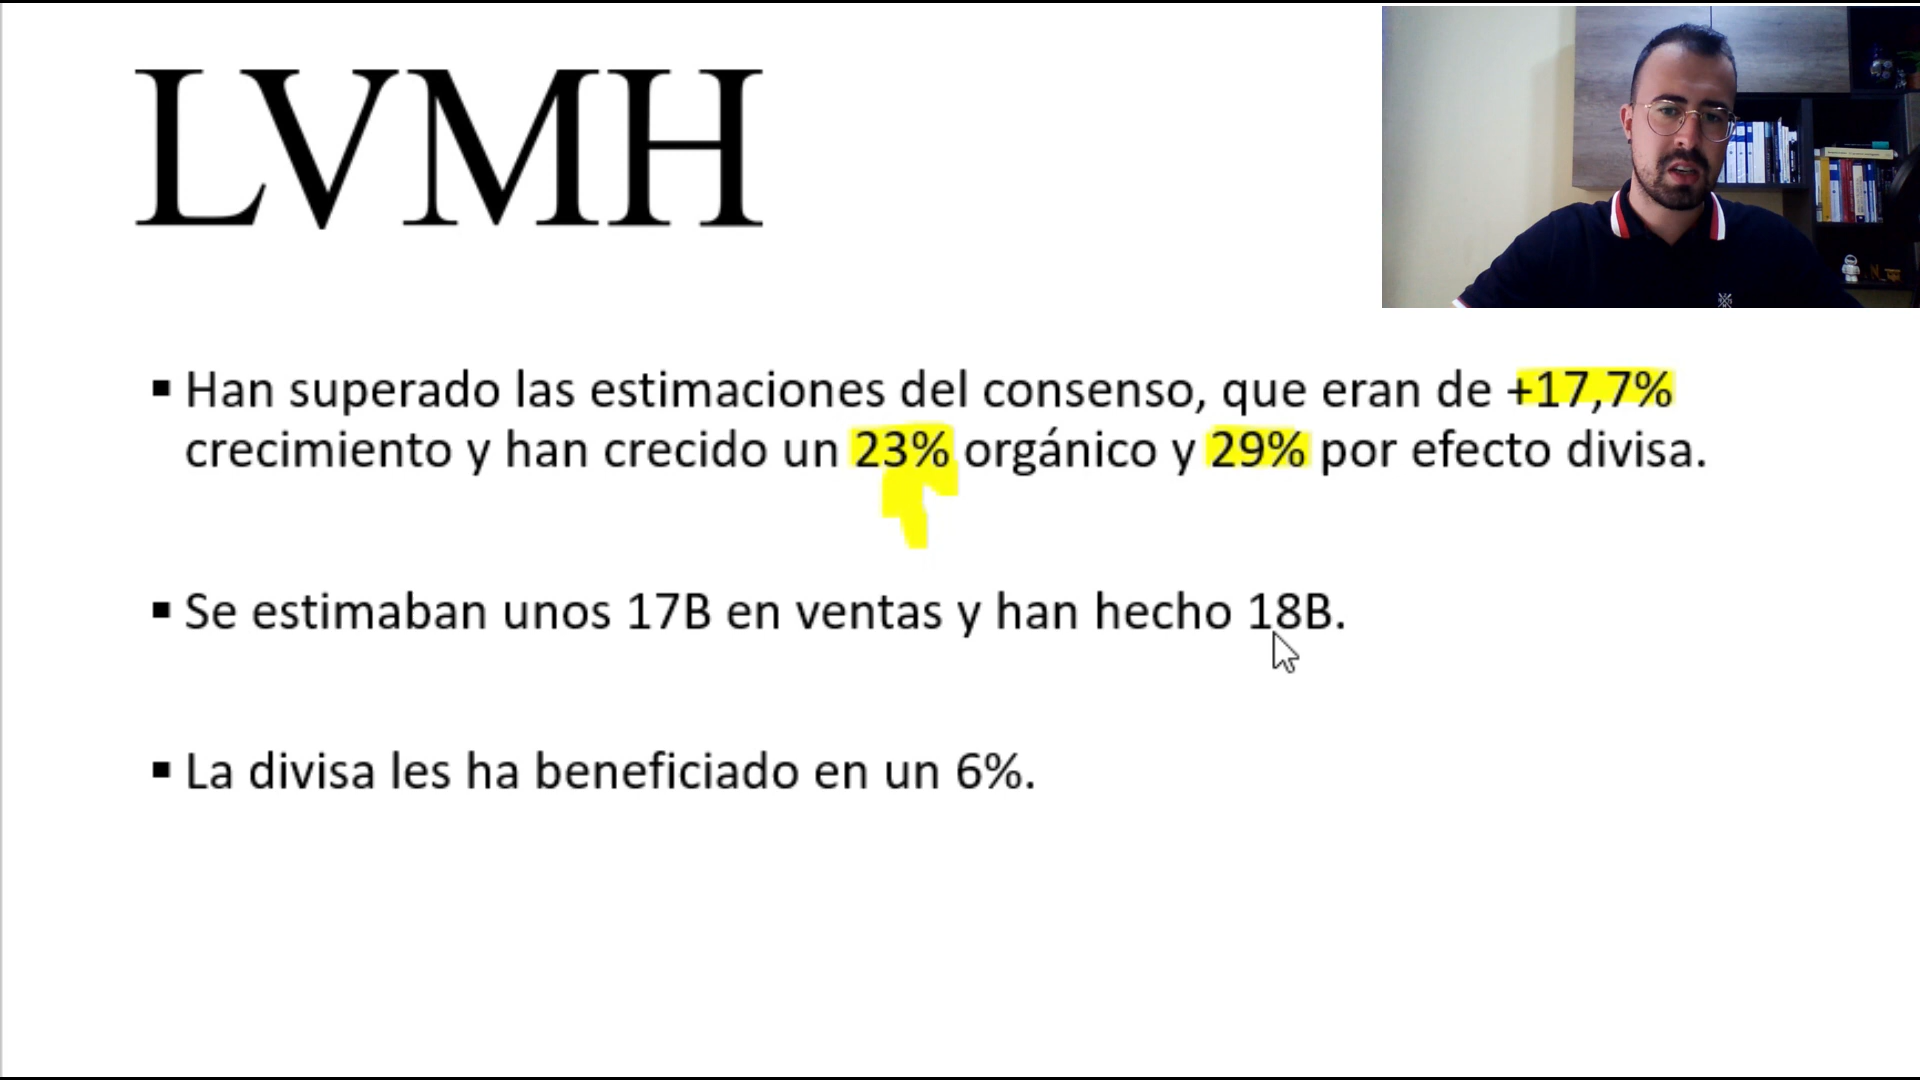 LVMH
▪ Han superado las estimaciones del consenso, que eran de +17,7%
crecimiento y han crecido un 23% orgánico y 29% por efecto divisa.
▪ Se estimaban unos 17B en ventas y han hecho 18B.
▪ La divisa les ha beneficiado en un 6%.